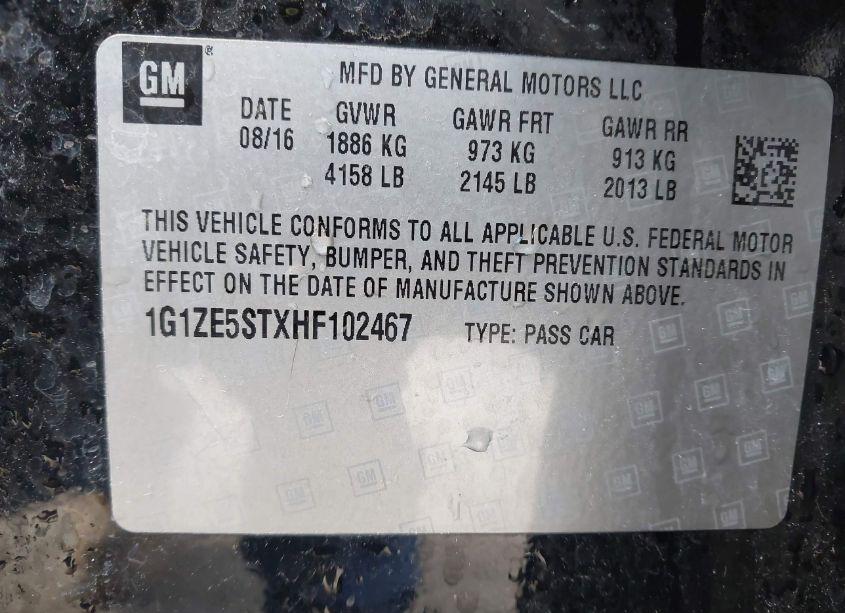 GM
MFD BY GENERAL MOTORS LLC
DATE GVWR GAWR FRT GAWR RR
08/16 1886 KG 973 KG 913 KG
4158 LB 2145 LB 2013 LB
THIS VEHICLE CONFORMS TO ALL APPLICABLE U.S. FEDERAL MOTOR
VEHICLE SAFETY, BUMPER, AND THEFT PREVENTION STANDARDS IN
EFFECT ON THE DATE OF MANUFACTURE SHOWN ABOVE.
1G1ZE5STXHF102467 TYPE: PASS CAR